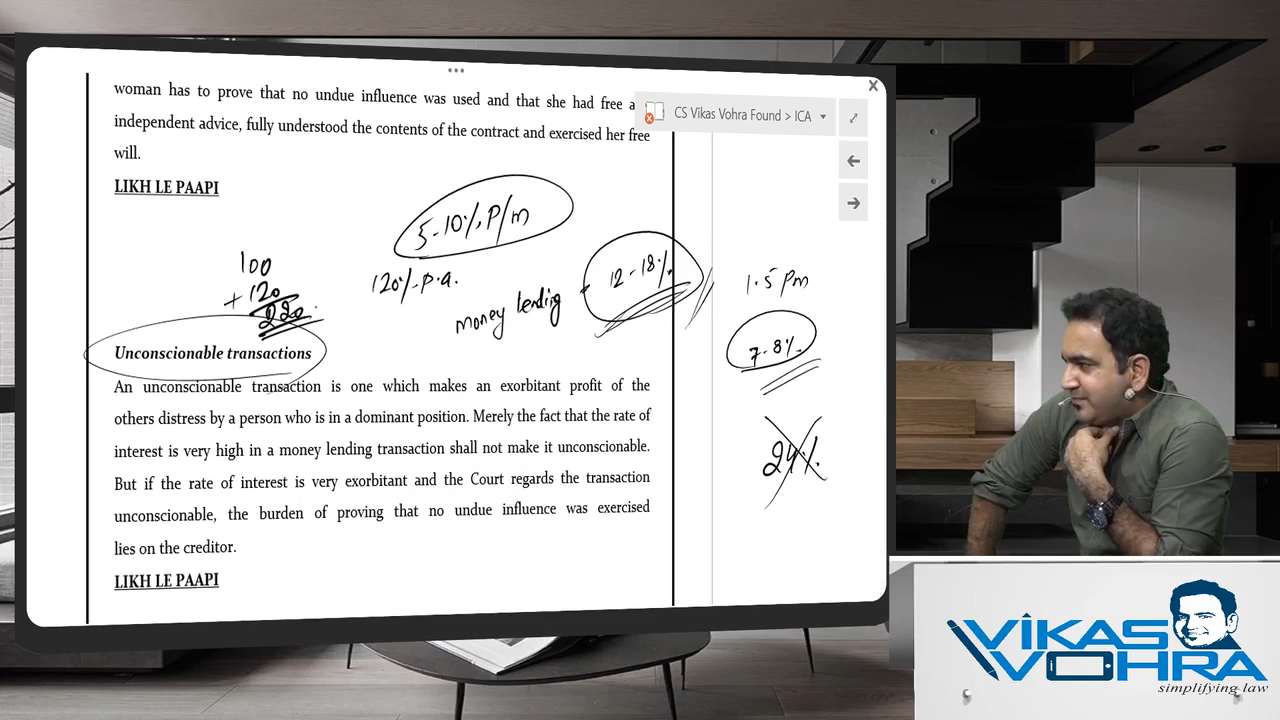 woman has to prove that no undue influence was used and that she had free a
independent advice, fully understood the contents of the contract and exercised her free
will.
CS Vikas Vohra Found > ICA
LIKH LE PAAPI
5-10% P/m
100
+ 120
220
120% p.a.
money lending
12-18%
1.5 pm
7-8%
24%
Unconscionable transactions
An unconscionable transaction is one which makes an exorbitant profit of the
others distress by a person who is in a dominant position. Merely the fact that the rate of
interest is very high in a money lending transaction shall not make it unconscionable.
But if the rate of interest is very exorbitant and the Court regards the transaction
unconscionable, the burden of proving that no undue influence was exercised
lies on the creditor.
LIKH LE PAAPI
VIKAS
VOHRA
simplifying law